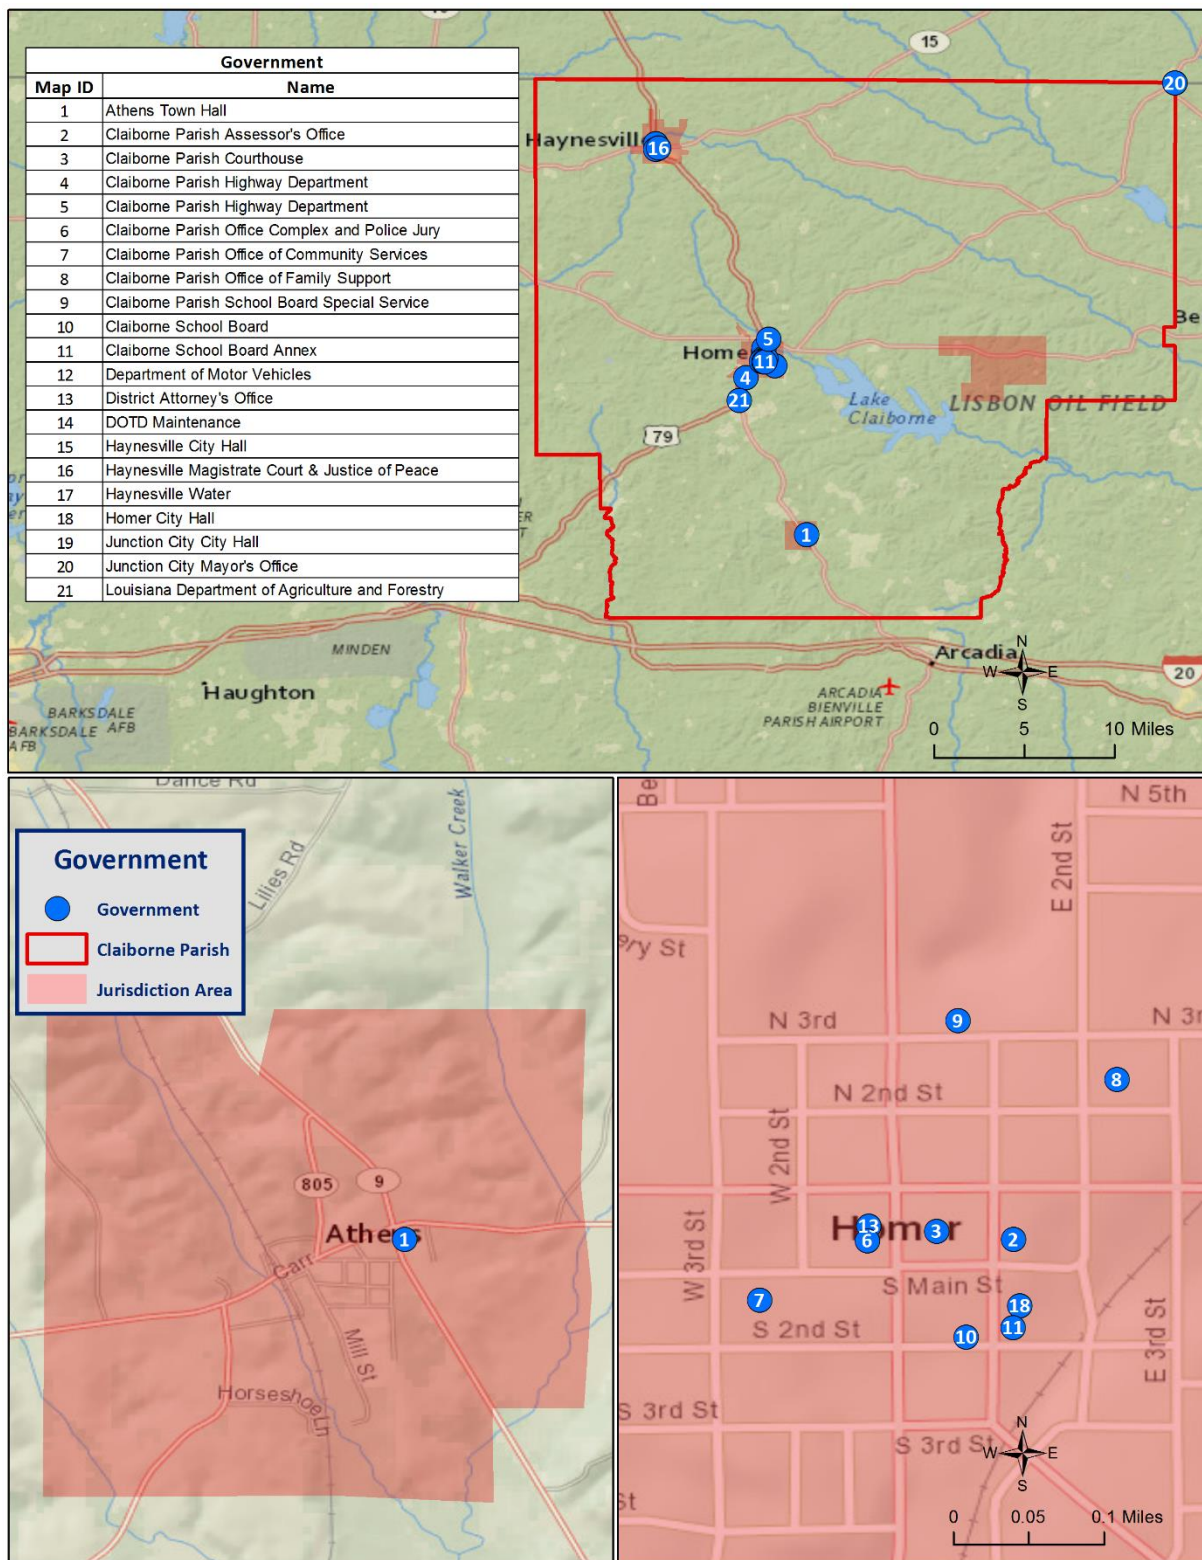 Government
Map ID Name
1 Athens Town Hall
2 Claiborne Parish Assessor's Office
3 Claiborne Parish Courthouse
4 Claiborne Parish Highway Department
5 Claiborne Parish Highway Department
6 Claiborne Parish Office Complex and Police Jury
7 Claiborne Parish Office of Community Services
8 Claiborne Parish Office of Family Support
9 Claiborne Parish School Board Special Service
10 Claiborne School Board
11 Claiborne School Board Annex
12 Department of Motor Vehicles
13 District Attorney's Office
14 DOTD Maintenance
15 Haynesville City Hall
16 Haynesville Magistrate Court & Justice of Peace
17 Haynesville Water
18 Homer City Hall
19 Junction City City Hall
20 Junction City Mayor's Office
21 Louisiana Department of Agriculture and Forestry
15
20
Haynesville
16
Be
5
Home
11
4
21
Lake
Claiborne
LISBON OIL FIELD
79
1
MINDEN
Haughton
BARKSDALE
AFB
BARKSDALE
AFB
Arcadia
ARCADIA
BIENVILLE
PARISH AIRPORT
20
N
W E
S
0 5 10 Miles
Dance Rd
Lilies Rd
Walker Creek
Government
Government
Claiborne Parish
Jurisdiction Area
805
9
Athens
1
Carr
Mill St
Horseshoe Ln
Be
N 5th
E 2nd St
ry St
9
N 3rd
N 3r
8
N 2nd St
W 2nd St
13
Homer
3
6
2
W 3rd St
S Main St
7
18
S 2nd St
11
10
E 3rd St
S 3rd St
S 3rd St
N
W E
S
St
0 0.05 0.1 Miles